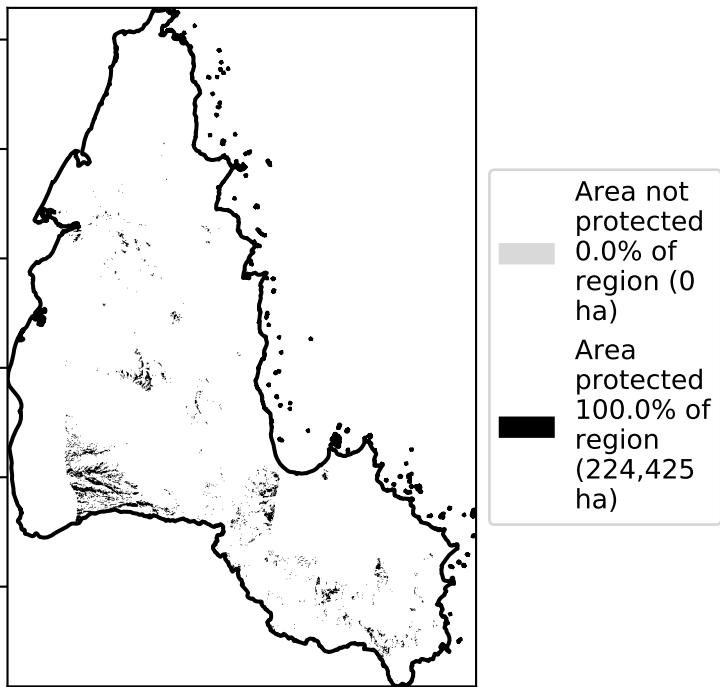 Area not
protected
0.0% of
region (0
ha)
Area
protected
100.0% of
region
(224,425
ha)